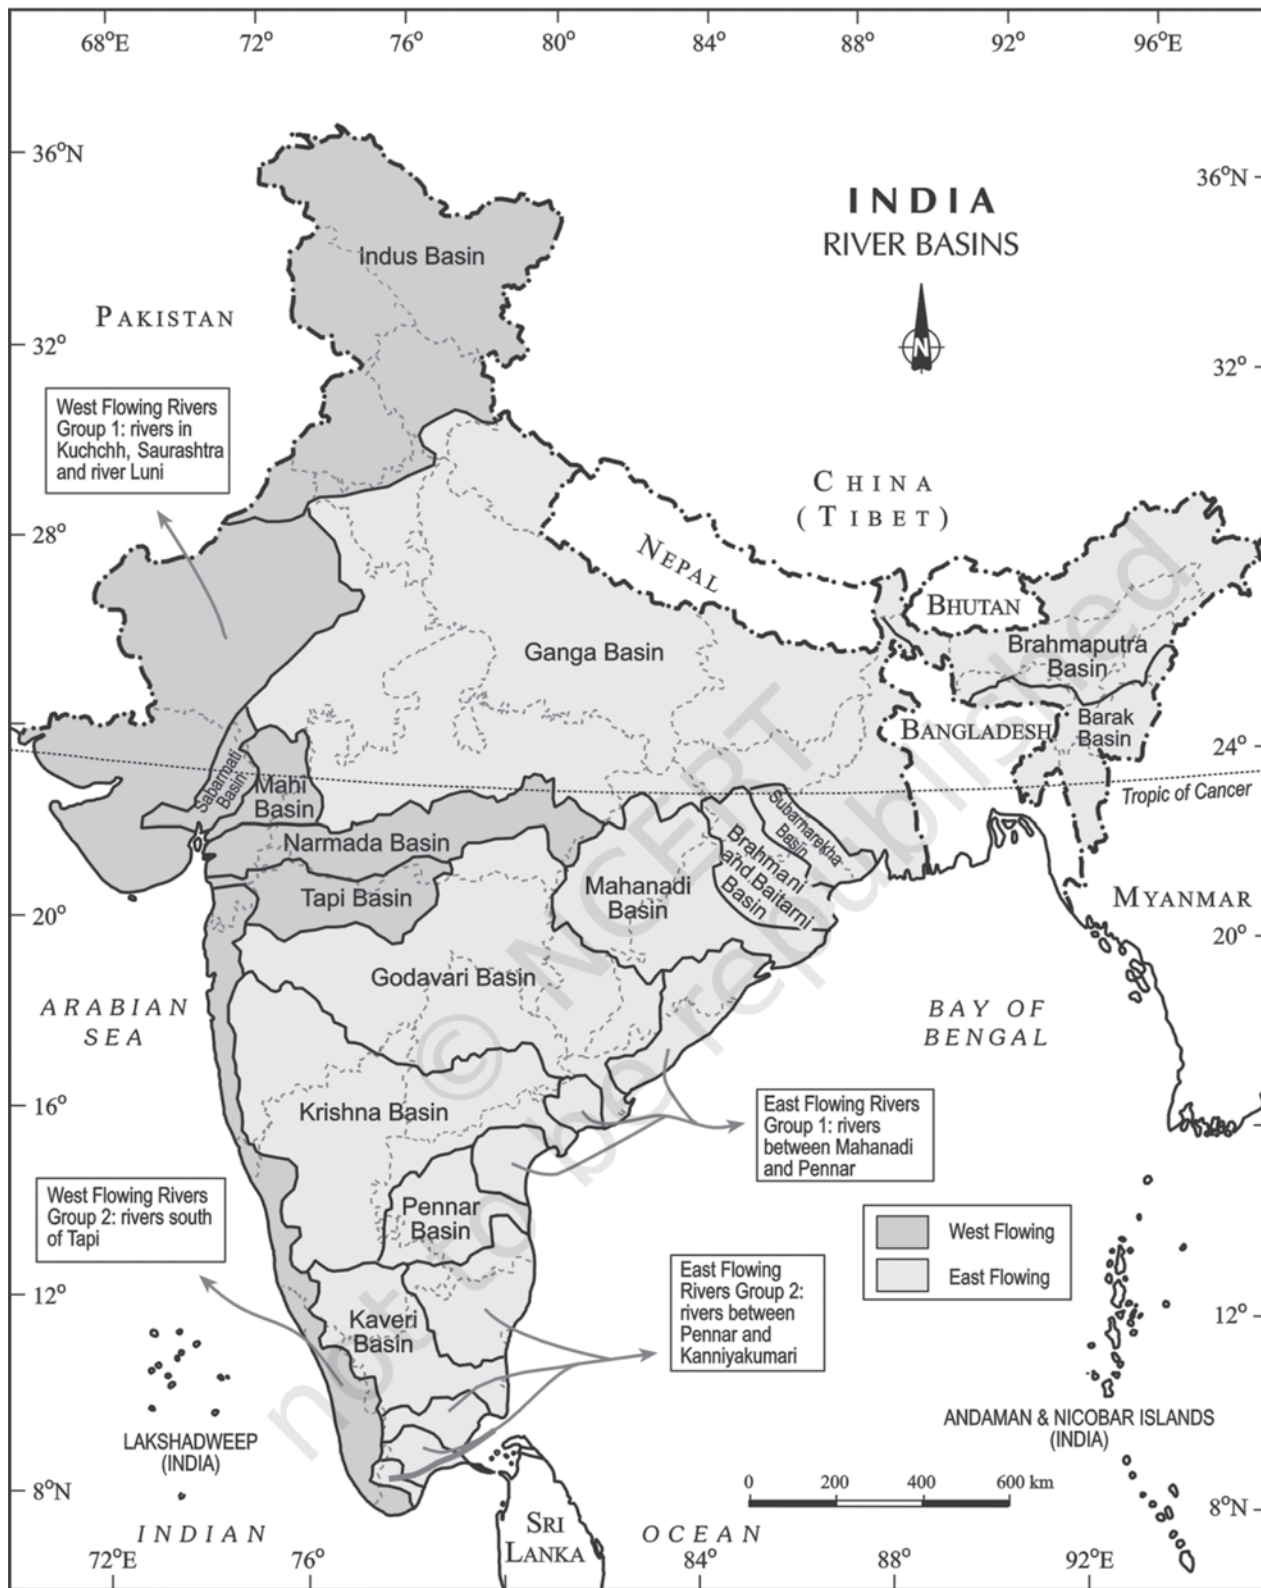 68°E 72° 76° 80° 84° 88° 92° 96°E
36°N
36°N
INDIA
RIVER BASINS
N
Indus Basin
PAKISTAN
32°
32°
West Flowing Rivers
Group 1: rivers in
Kuchchh, Saurashtra
and river Luni
CHINA
(TIBET)
28°
NEPAL
BHUTAN
Ganga Basin
Brahmaputra
Basin
BANGLADESH
Barak
Basin
24°
Tropic of Cancer
Sabarmati
Basin
Mahi
Basin
Subarnarekha
Basin
Narmada Basin
Brahmani
and Baitarni
Basin
Tapi Basin
Mahanadi
Basin
MYANMAR
20°
20°
Godavari Basin
ARABIAN
SEA
BAY OF
BENGAL
16°
Krishna Basin
East Flowing Rivers
Group 1: rivers
between Mahanadi
and Pennar
West Flowing Rivers
Group 2: rivers south
of Tapi
Pennar
Basin
West Flowing
East Flowing
12°
12°
East Flowing
Rivers Group 2:
rivers between
Pennar and
Kanniyakumari
Kaveri
Basin
LAKSHADWEEP
(INDIA)
ANDAMAN & NICOBAR ISLANDS
(INDIA)
0 200 400 600 km
8°N
8°N
INDIAN
OCEAN
SRI
LANKA
72°E 76° 84° 88° 92°E
© NCERT
not to be republished